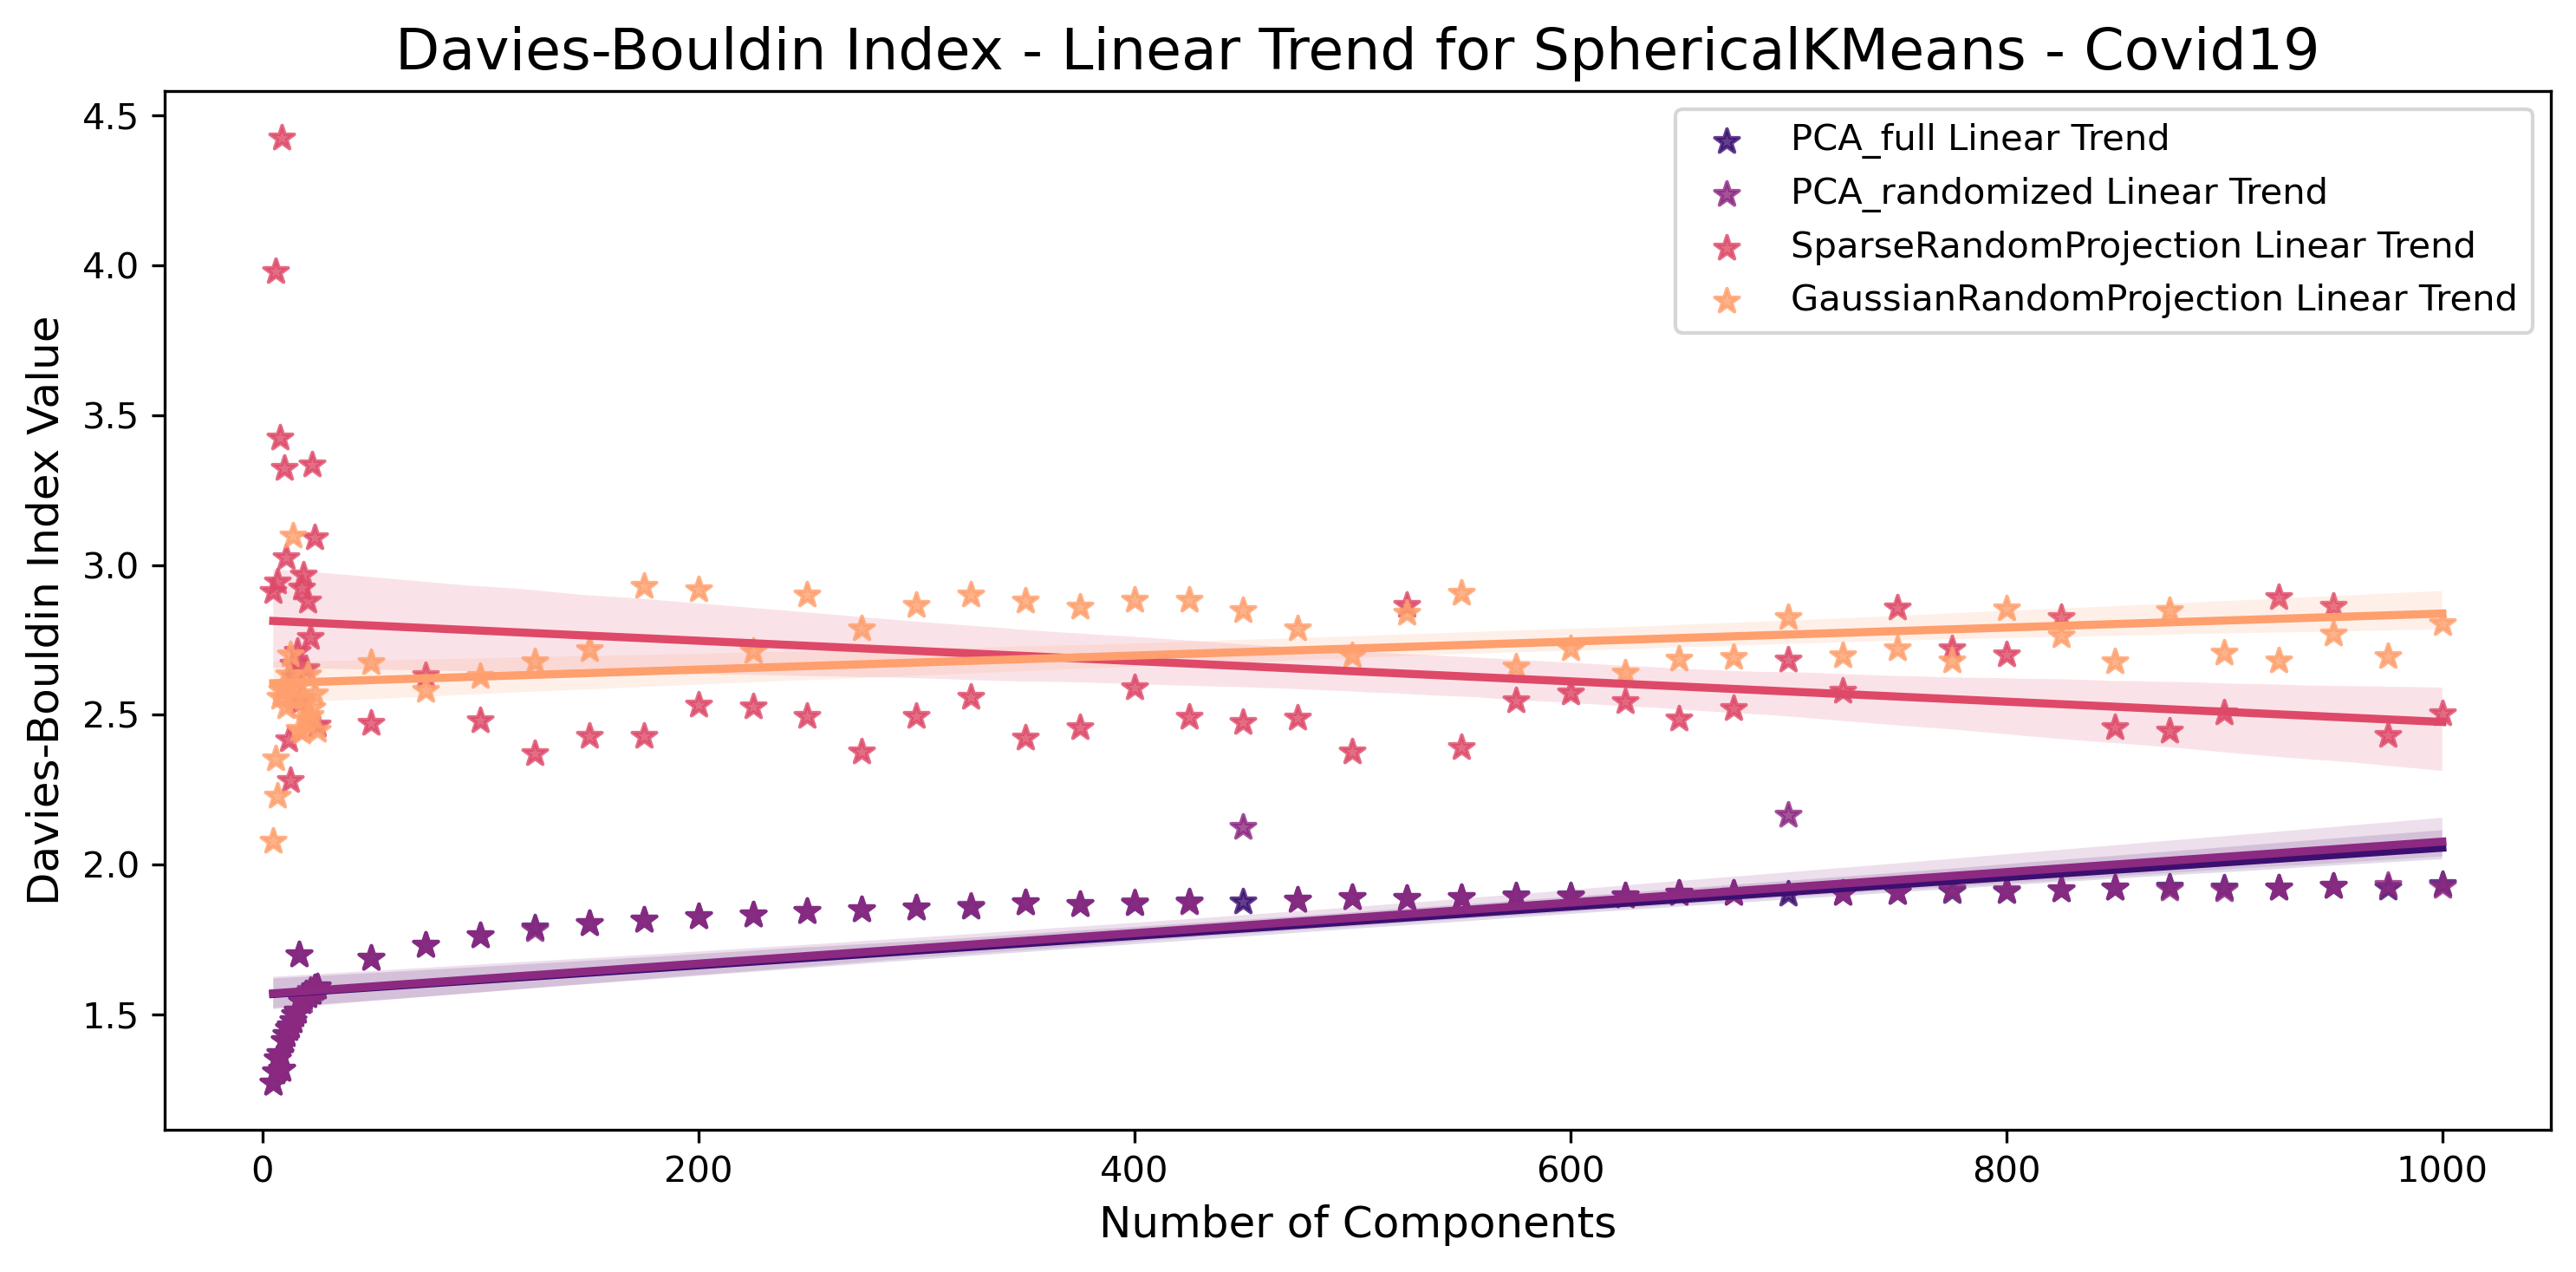 Davies-Bouldin Index - Linear Trend for SphericalKMeans - Covid19
4.5
4.0
3.5
3.0
2.5
2.0
1.5
Davies-Bouldin Index Value
PCA_full Linear Trend
PCA_randomized Linear Trend
SparseRandomProjection Linear Trend
GaussianRandomProjection Linear Trend
0 200 400 600 800 1000
Number of Components